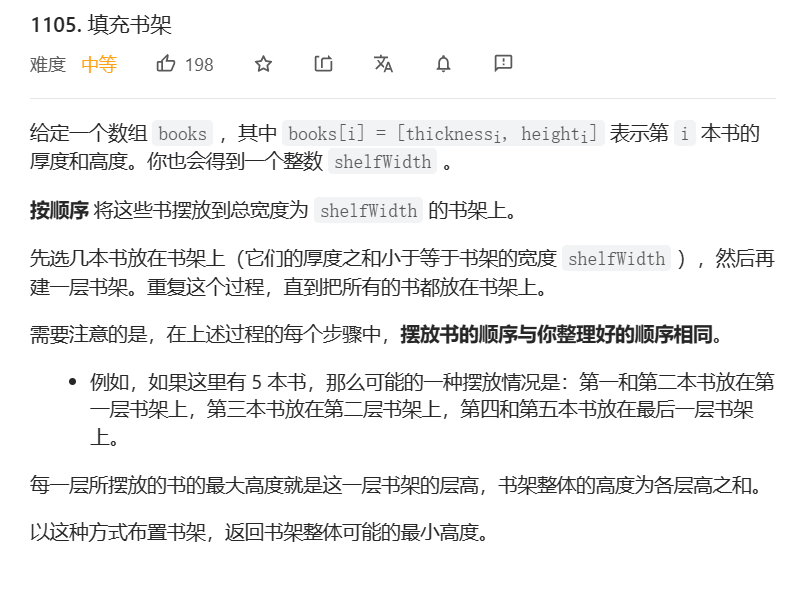 1105. 填充书架
难度 中等 198
给定一个数组 books ，其中 books[i] = [thicknessᵢ, heightᵢ] 表示第 i 本书的
厚度和高度。你也会得到一个整数 shelfWidth 。
按顺序 将这些书摆放到总宽度为 shelfWidth 的书架上。
先选几本书放在书架上（它们的厚度之和小于等于书架的宽度 shelfWidth ），然后再
建一层书架。重复这个过程，直到把所有的书都放在书架上。
需要注意的是，在上述过程的每个步骤中，摆放书的顺序与你整理好的顺序相同。
• 例如，如果这里有 5 本书，那么可能的一种摆放情况是：第一和第二本书放在第
一层书架上，第三本书放在第二层书架上，第四和第五本书放在最后一层书架
上。
每一层所摆放的书的最大高度就是这一层书架的层高，书架整体的高度为各层高之和。
以这种方式布置书架，返回书架整体可能的最小高度。